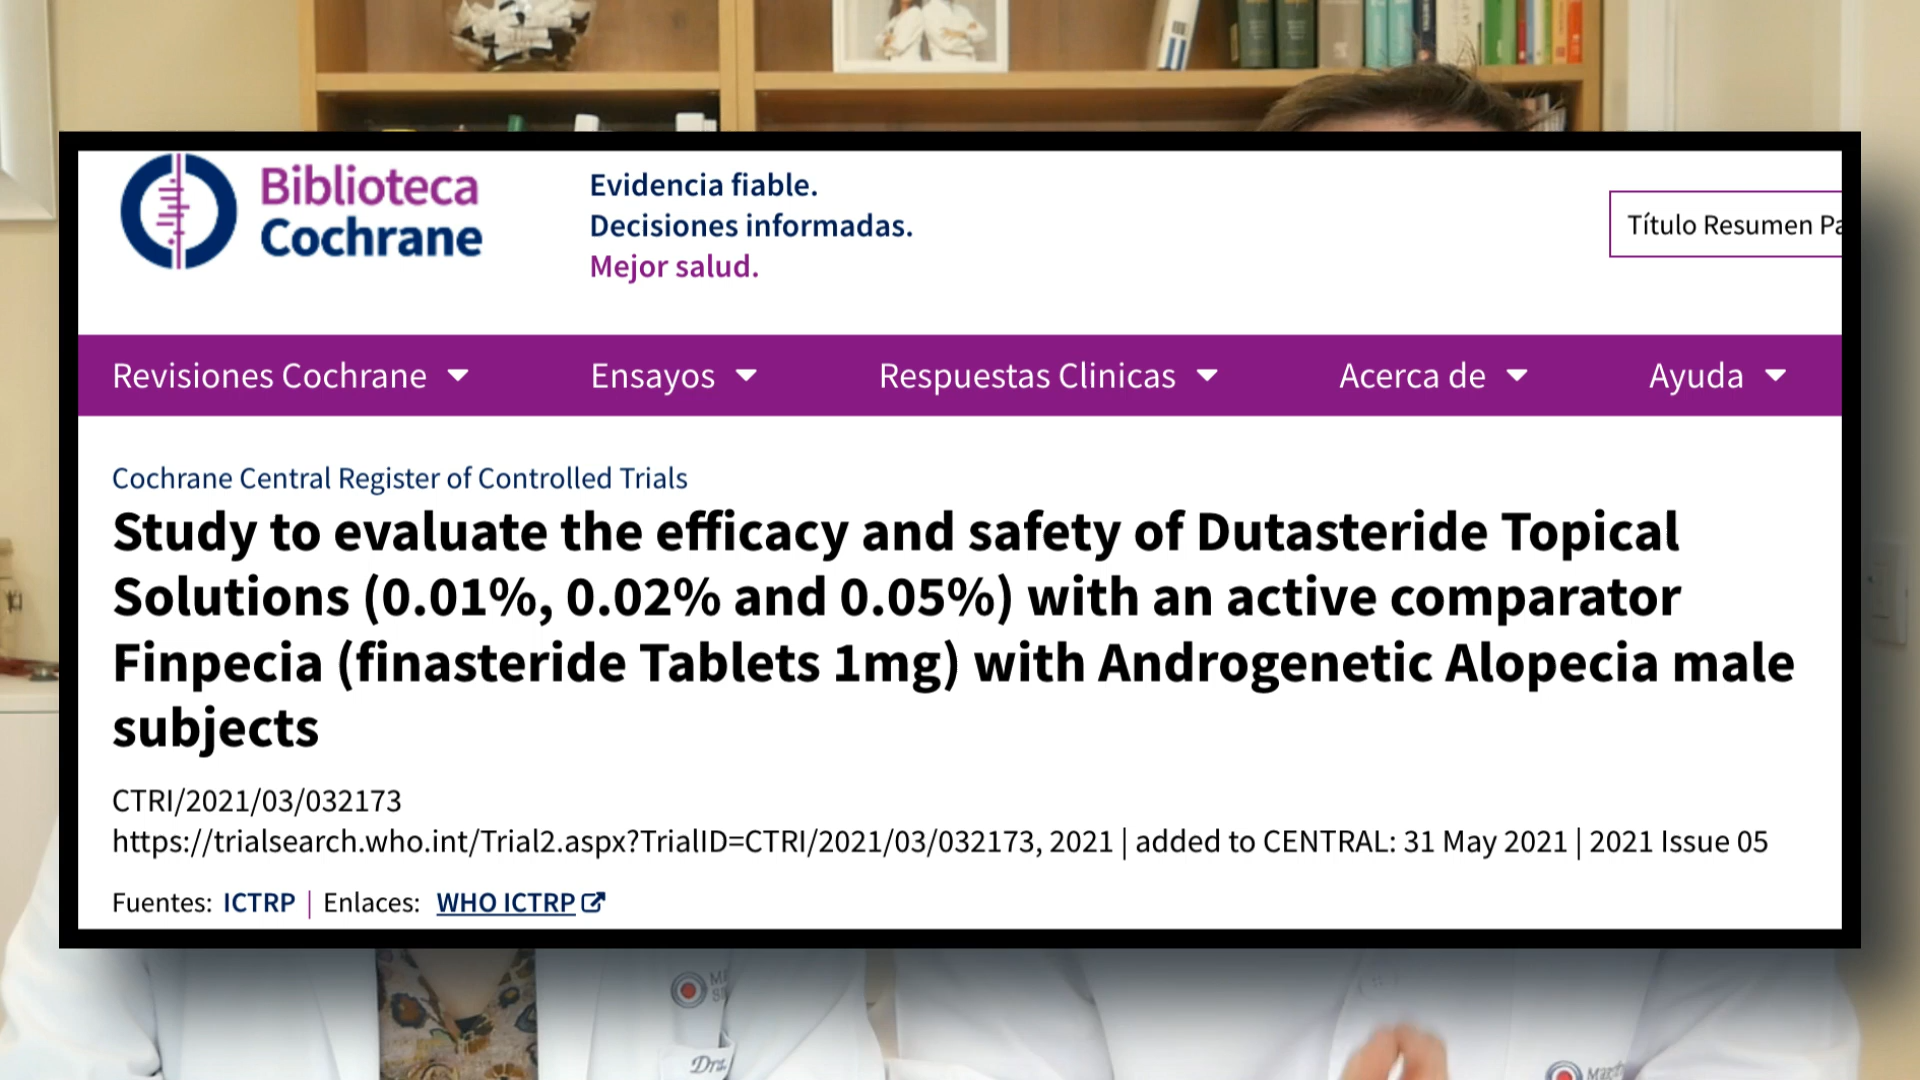 Biblioteca
Cochrane
Evidencia fiable.
Decisiones informadas.
Mejor salud.
Título Resumen
Revisiones Cochrane
Ensayos
Respuestas Clinicas
Acerca de
Ayuda
Cochrane Central Register of Controlled Trials
Study to evaluate the efficacy and safety of Dutasteride Topical
Solutions (0.01%, 0.02% and 0.05%) with an active comparator
Finpecia (finasteride Tablets 1mg) with Androgenetic Alopecia male
subjects
CTRI/2021/03/032173
https://trialsearch.who.int/Trial2.aspx?TrialID=CTRI/2021/03/032173, 2021 | added to CENTRAL: 31 May 2021 | 2021 Issue 05
Fuentes: ICTRP | Enlaces: WHO ICTRP
Dra.